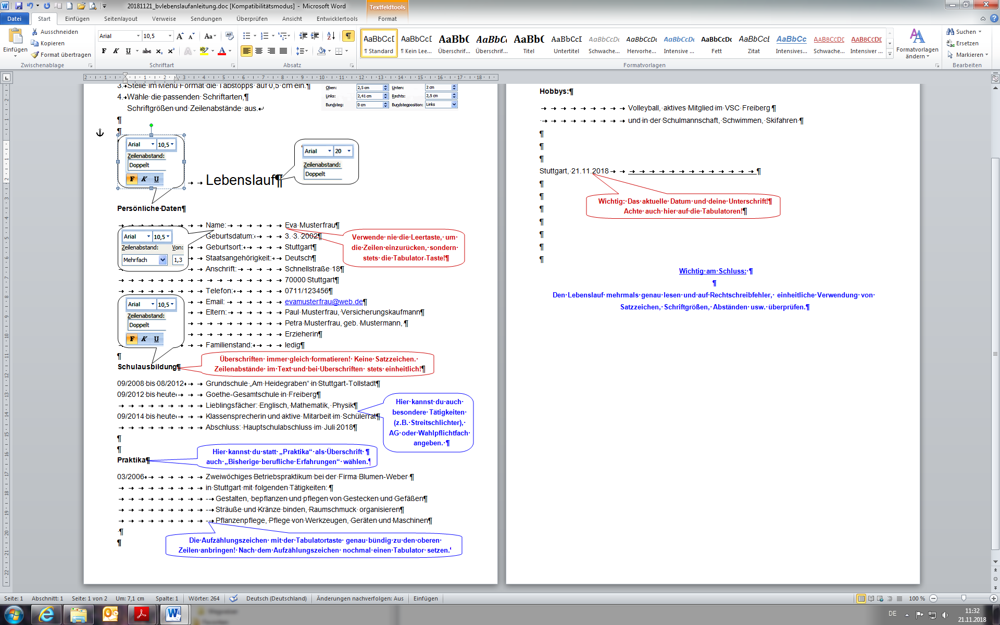 20181121_bvlebenslaufanleitung.doc [Kompatibilitätsmodus] - Microsoft Word
Textfeldtools
Datei Start Einfügen Seitenlayout Verweise Sendungen Überprüfen Ansicht Entwicklertools Format
Einfügen
Ausschneiden
Kopieren
Format übertragen
Zwischenablage
Arial 10,5
F K U abc x₂ x²
Schriftart
Absatz
AaBbCcDc ¶ Standard
¶ Kein Lee...
Überschrif...
Überschrif...
Titel
Untertitel
Schwache...
Hervorhe...
Intensive ...
Fett
Zitat
Intensives...
Schwache...
Intensiver ...
Formatvorlagen
Formatvorlagen ändern
Suchen
Ersetzen
Markieren
Bearbeiten
3. Stelle im Menü Format die Tabstopps auf 0,5 cm ein.¶
4. Wähle die passenden Schriftarten,¶
Schriftgrößen und Zeilenabstände aus.
Oben: 2,5 cm Unten: 2 cm
Links: 2,41 cm Rechts: 2,5 cm
Bundsteg: 0 cm Bundstegposition: Links
Arial 10,5
Zeilenabstand:
Doppelt
F K U
Arial 20
Zeilenabstand:
Doppelt
Lebenslauf¶
Persönliche Daten¶
Name: Eva Musterfrau¶
Geburtsdatum: 3. 3. 2002¶
Geburtsort: Stuttgart¶
Staatsangehörigkeit: Deutsch¶
Anschrift: Schnellstraße 18¶
70000 Stuttgart¶
Telefon: 0711/123456¶
Email: evamusterfrau@web.de¶
Eltern: Paul Musterfrau, Versicherungskaufmann¶
Petra Musterfrau, geb. Mustermann, ¶
Erzieherin¶
Familienstand: ledig¶
Arial 10,5
Zeilenabstand: Von:
Mehrfach 1,3
Verwende nie die Leertaste, um
die Zeilen einzurücken, sondern
stets die Tabulator-Taste!¶
Arial 10,5
Zeilenabstand:
Doppelt
F K U
Überschriften immer gleich formatieren! Keine Satzzeichen.
Zeilenabstände im Text und bei Überschriften stets einheitlich!¶
Schulausbildung¶
09/2008 bis 08/2012 Grundschule „Am Heidegraben“ in Stuttgart-Tollstadt¶
09/2012 bis heute Goethe-Gesamtschule in Freiberg¶
Lieblingsfächer: Englisch, Mathematik, Physik¶
09/2014 bis heute Klassensprecherin und aktive Mitarbeit im Schülerrat¶
Abschluss: Hauptschulabschluss im Juli 2018¶
Hier kannst du auch
besondere Tätigkeiten
(z.B. Streitschlichter),
AG oder Wahlpflichtfach
angeben. ¶
Hier kannst du statt „Praktika“ als Überschrift ¶
auch „Bisherige berufliche Erfahrungen“ wählen.¶
Praktika¶
03/2006 Zweiwöchiges Betriebspraktikum bei der Firma Blumen-Weber ¶
in Stuttgart mit folgenden Tätigkeiten: ¶
- Gestalten, bepflanzen und pflegen von Gestecken und Gefäßen¶
- Sträuße und Kränze binden, Raumschmuck organisieren¶
- Pflanzenpflege, Pflege von Werkzeugen, Geräten und Maschinen¶
Die Aufzählungszeichen mit der Tabulatortaste genau bündig zu den oberen
Zeilen anbringen! Nach dem Aufzählungszeichen nochmal einen Tabulator setzen.
Hobbys:¶
Volleyball, aktives Mitglied im VSC Freiberg ¶
und in der Schulmannschaft, Schwimmen, Skifahren ¶
Stuttgart, 21.11.2018 ¶
Wichtig: Das aktuelle Datum und deine Unterschrift!¶
Achte auch hier auf die Tabulatoren!¶
Wichtig am Schluss: ¶
Den Lebenslauf mehrmals genau lesen und auf Rechtschreibfehler, einheitliche Verwendung von
Satzzeichen, Schriftgrößen, Abständen usw. überprüfen.¶
Seite: 1 Abschnitt: 1 Seite: 1 von 2 Um: 7,1 cm Spalte: 1 Wörter: 264 Deutsch (Deutschland) Änderungen nachverfolgen: Aus Einfügen 100 %
DE 11:32
21.11.2018